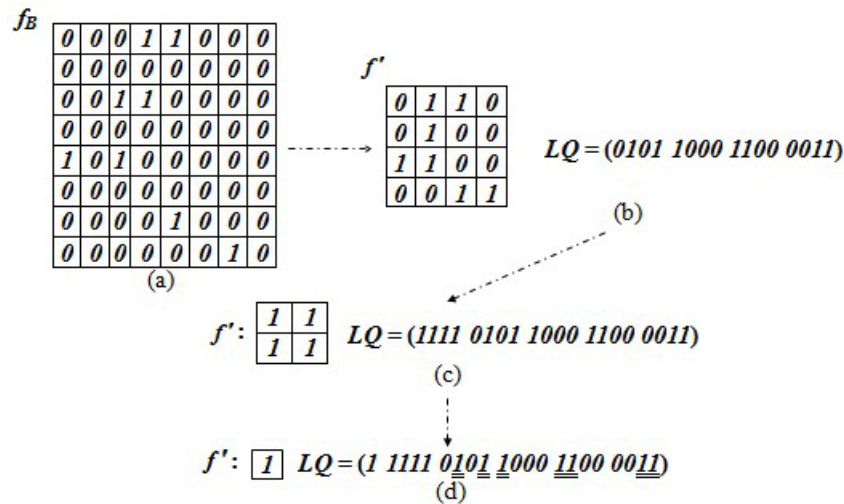 f_B
0 0 0 1 1 0 0 0
0 0 0 0 0 0 0 0
0 0 1 1 0 0 0 0
0 0 0 0 0 0 0 0
1 0 1 0 0 0 0 0
0 0 0 0 0 0 0 0
0 0 0 0 1 0 0 0
0 0 0 0 0 0 1 0
(a)
f'
0 1 1 0
0 1 0 0
1 1 0 0
0 0 1 1
LQ = (0101 1000 1100 0011)
(b)
f' :
1 1
1 1
LQ = (1111 0101 1000 1100 0011)
(c)
f' : 1 LQ = (1 1111 0101 1000 1100 0011)
(d)